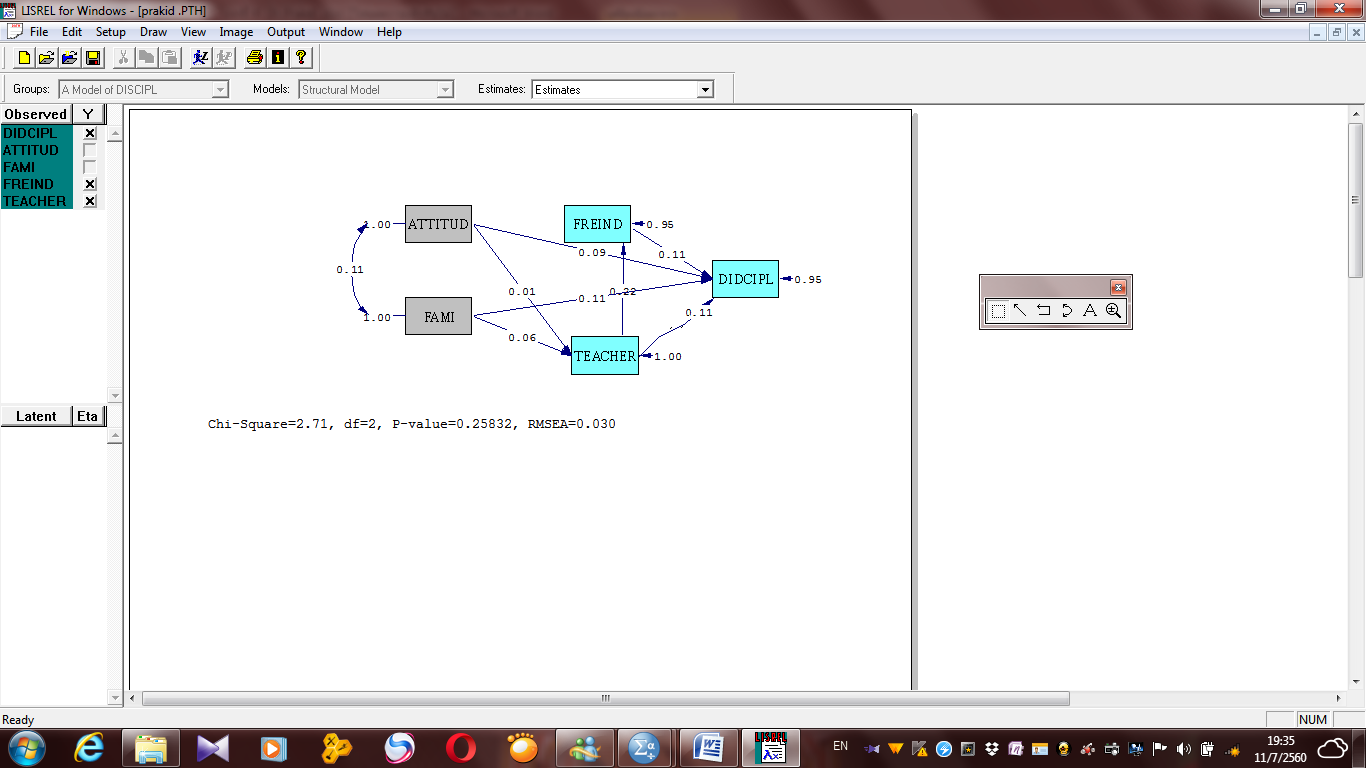 LISREL for Windows - [prakid .PTH]
File Edit Setup Draw View Image Output Window Help
Groups: A Model of DISCIPL Models: Structural Model Estimates: Estimates
Observed Y
DIDCIPL
ATTITUD
FAMI
FREIND
TEACHER
Latent Eta
1.00 ATTITUD FREIND 0.95
0.09 0.11
0.11 DIDCIPL 0.95
0.01 0.11 0.22
1.00 FAMI 0.11
0.06 TEACHER 1.00
Chi-Square=2.71, df=2, P-value=0.25832, RMSEA=0.030
A
Ready NUM
EN 19:35
11/7/2560